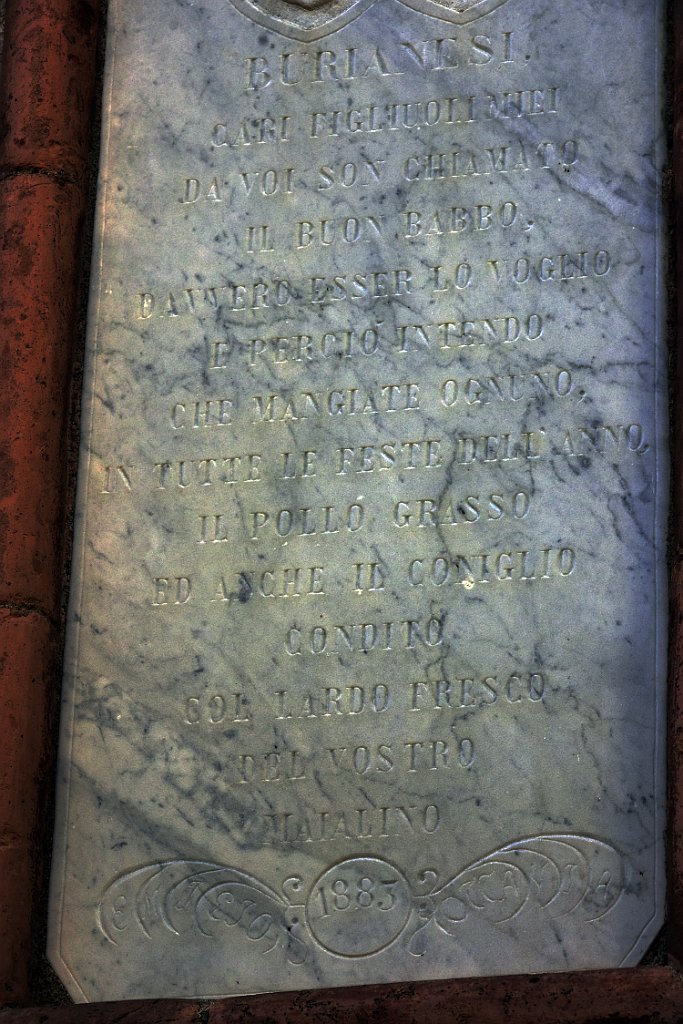 BURIANESI.
CARI FIGLIUOLI MIEI
DA VOI SON CHIAMATO
IL BUON BABBO,
DAVVERO ESSER LO VOGLIO
E PERCIÒ INTENDO
CHE MANGIATE OGNUNO,
IN TUTTE LE FESTE DELL'ANNO,
IL POLLO GRASSO
ED ANCHE IL CONIGLIO
CONDITO
COL LARDO FRESCO
DEL VOSTRO
MAIALINO
1883